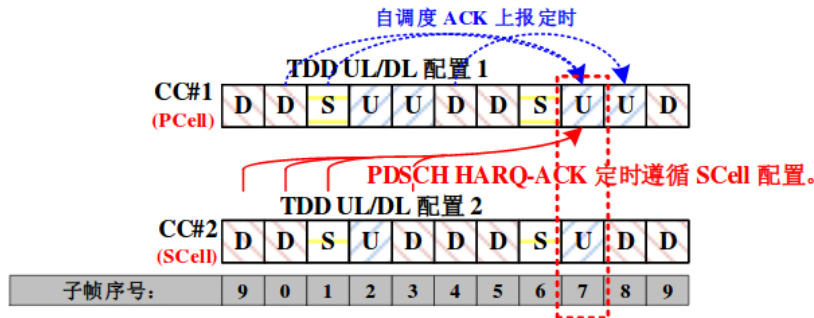 自调度 ACK 上报定时
TDD UL/DL 配置 1
CC#1 D D S U U D D S U U D
(PCell)
PDSCH HARQ-ACK 定时遵循 SCell 配置。
TDD UL/DL 配置 2
CC#2 D D S U D D D S U D D
(SCell)
子帧序号： 9 0 1 2 3 4 5 6 7 8 9